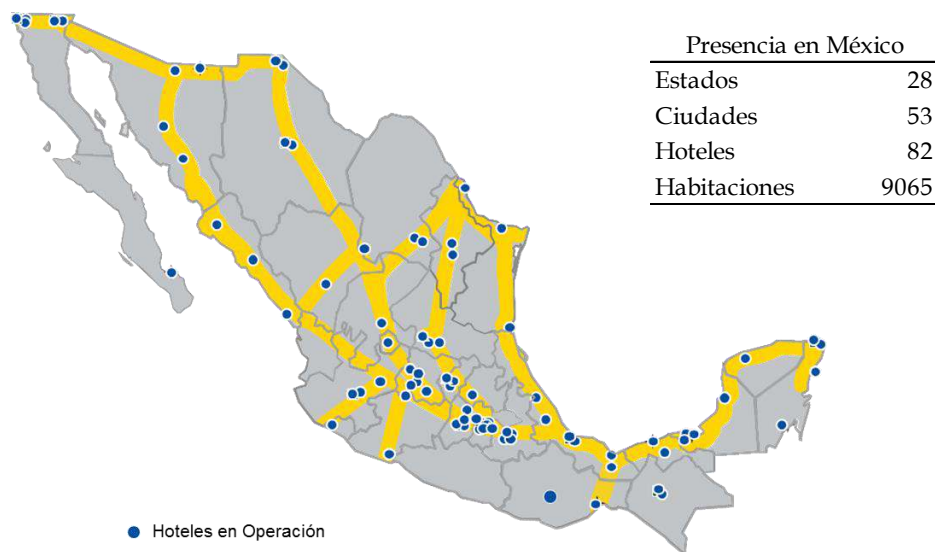 Presencia en México
Estados 28
Ciudades 53
Hoteles 82
Habitaciones 9065
Hoteles en Operación